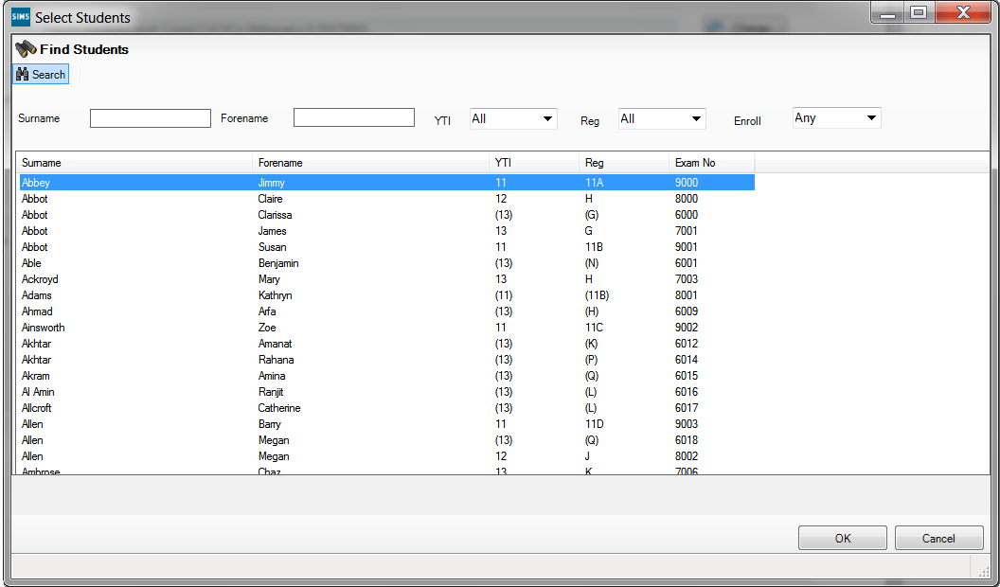 SIMS Select Students
Find Students
Search
Surname Forename YTI All Reg All Enroll Any
Surname Forename YTI Reg Exam No
Abbey Jimmy 11 11A 9000
Abbot Claire 12 H 8000
Abbot Clarissa (13) (G) 6000
Abbot James 13 G 7001
Abbot Susan 11 11B 9001
Able Benjamin (13) (N) 6001
Ackroyd Mary 13 H 7003
Adams Kathryn (11) (11B) 8001
Ahmad Arfa (13) (H) 6009
Ainsworth Zoe 11 11C 9002
Akhtar Amanat (13) (K) 6012
Akhtar Rahana (13) (P) 6014
Akram Amina (13) (Q) 6015
Al Amin Ranjit (13) (L) 6016
Allcroft Catherine (13) (L) 6017
Allen Barry 11 11D 9003
Allen Megan (13) (Q) 6018
Allen Megan 12 J 8002
Ambrose Chaz 13 K 7006
OK Cancel